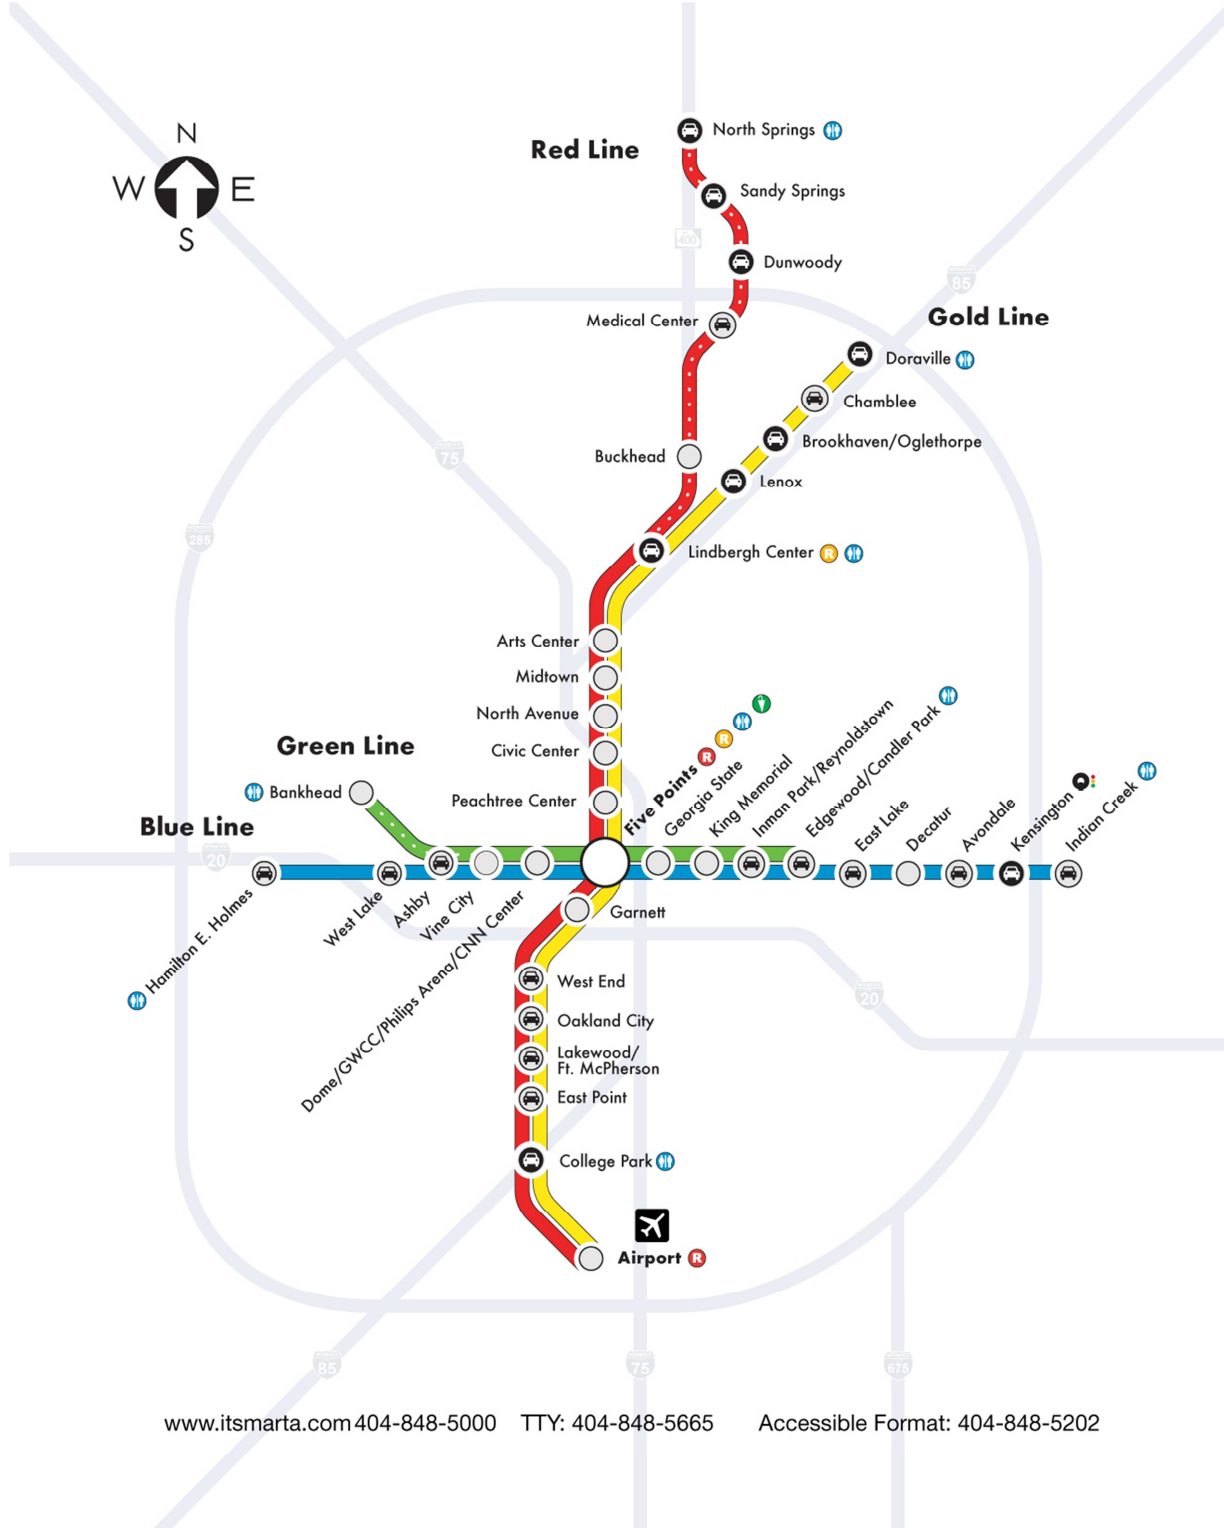 N
W E
S
Red Line
North Springs
Sandy Springs
400
Dunwoody
85
Medical Center
Gold Line
Doraville
Chamblee
Brookhaven/Oglethorpe
75
Buckhead
Lenox
285
Lindbergh Center R
Arts Center
Midtown
North Avenue
Civic Center
Peachtree Center
Green Line
Bankhead
Blue Line
20
Five Points R R
Georgia State
King Memorial
Inman Park/Reynoldstown
Edgewood/Candler Park
East Lake
Decatur
Avondale
Kensington
Indian Creek
Hamilton E. Holmes
West Lake
Ashby
Vine City
Dome/GWCC/Philips Arena/CNN Center
Garnett
West End
20
Oakland City
Lakewood/
Ft. McPherson
East Point
College Park
Airport R
85
75
675
www.itsmarta.com 404-848-5000 TTY: 404-848-5665 Accessible Format: 404-848-5202